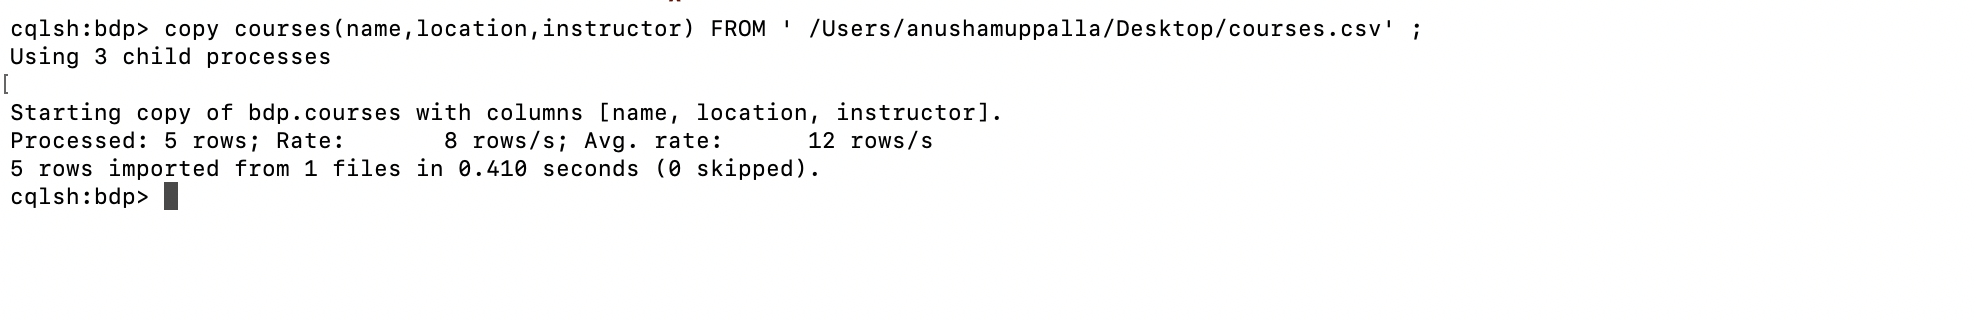 cqlsh:bdp> copy courses(name,location,instructor) FROM ' /Users/anushamuppalla/Desktop/courses.csv' ;
Using 3 child processes
[
Starting copy of bdp.courses with columns [name, location, instructor].
Processed: 5 rows; Rate:       8 rows/s; Avg. rate:      12 rows/s
5 rows imported from 1 files in 0.410 seconds (0 skipped).
cqlsh:bdp>